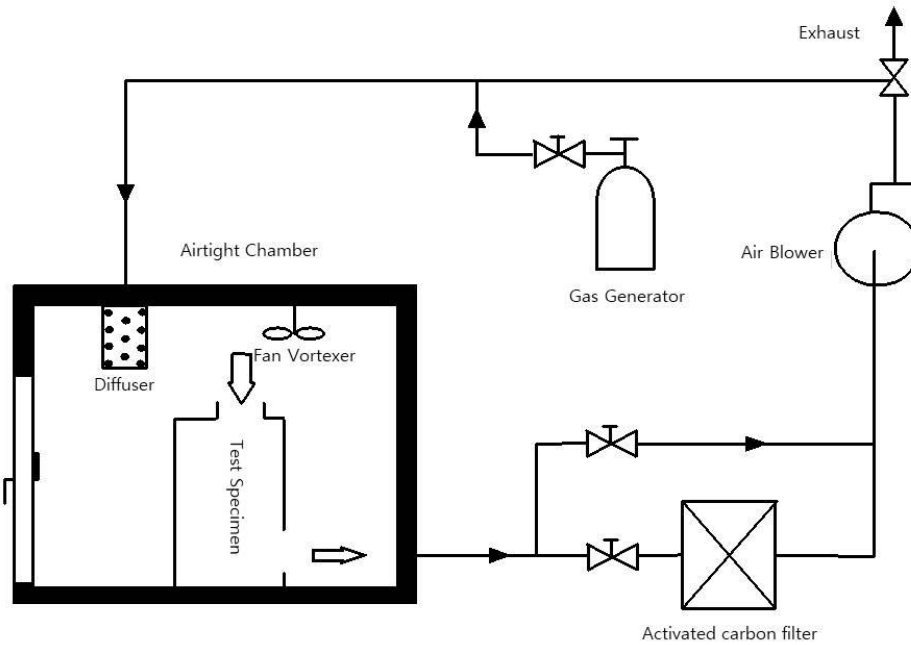 Exhaust
Airtight Chamber
Air Blower
Gas Generator
Fan Vortexer
Diffuser
Test Specimen
Activated carbon filter